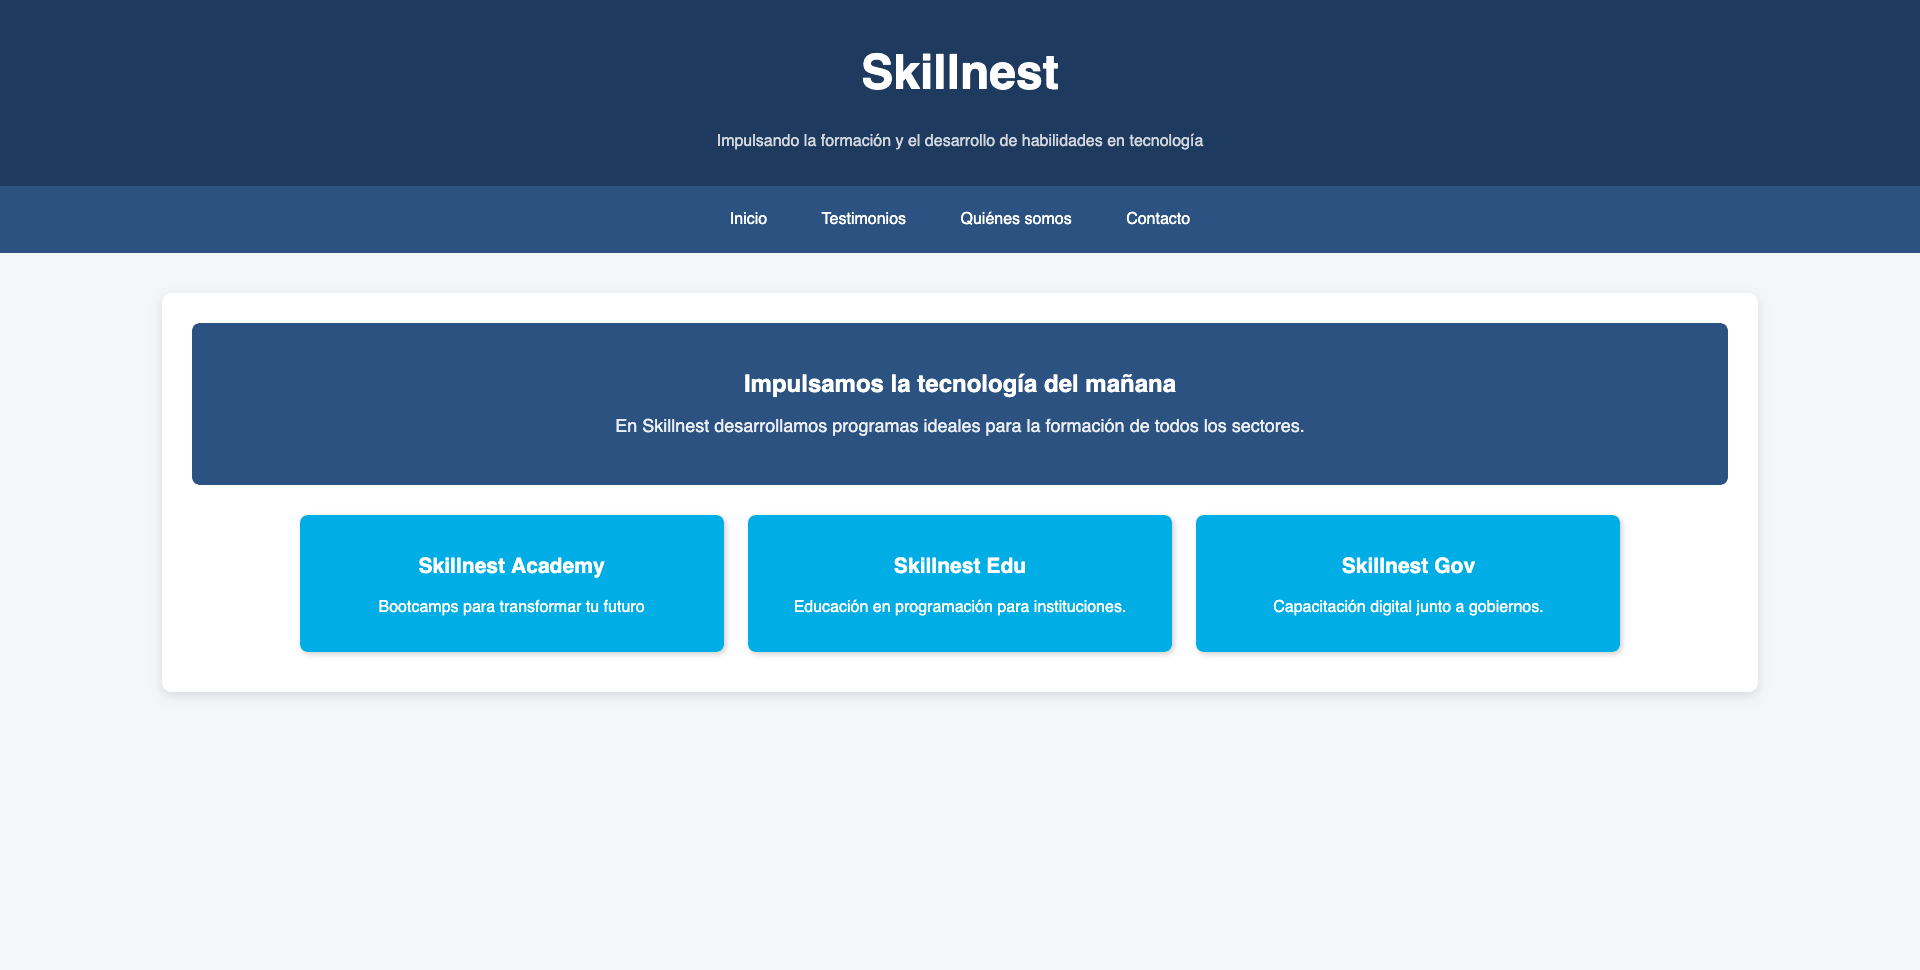 Skillnest
Impulsando la formación y el desarrollo de habilidades en tecnología
Inicio Testimonios Quiénes somos Contacto
Impulsamos la tecnología del mañana
En Skillnest desarrollamos programas ideales para la formación de todos los sectores.
Skillnest Academy
Bootcamps para transformar tu futuro
Skillnest Edu
Educación en programación para instituciones.
Skillnest Gov
Capacitación digital junto a gobiernos.